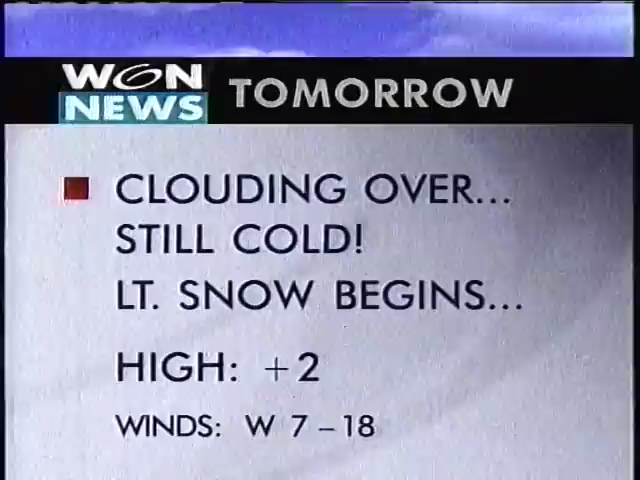 WGN NEWS TOMORROW
CLOUDING OVER...
STILL COLD!
LT. SNOW BEGINS...
HIGH: +2
WINDS: W 7 – 18